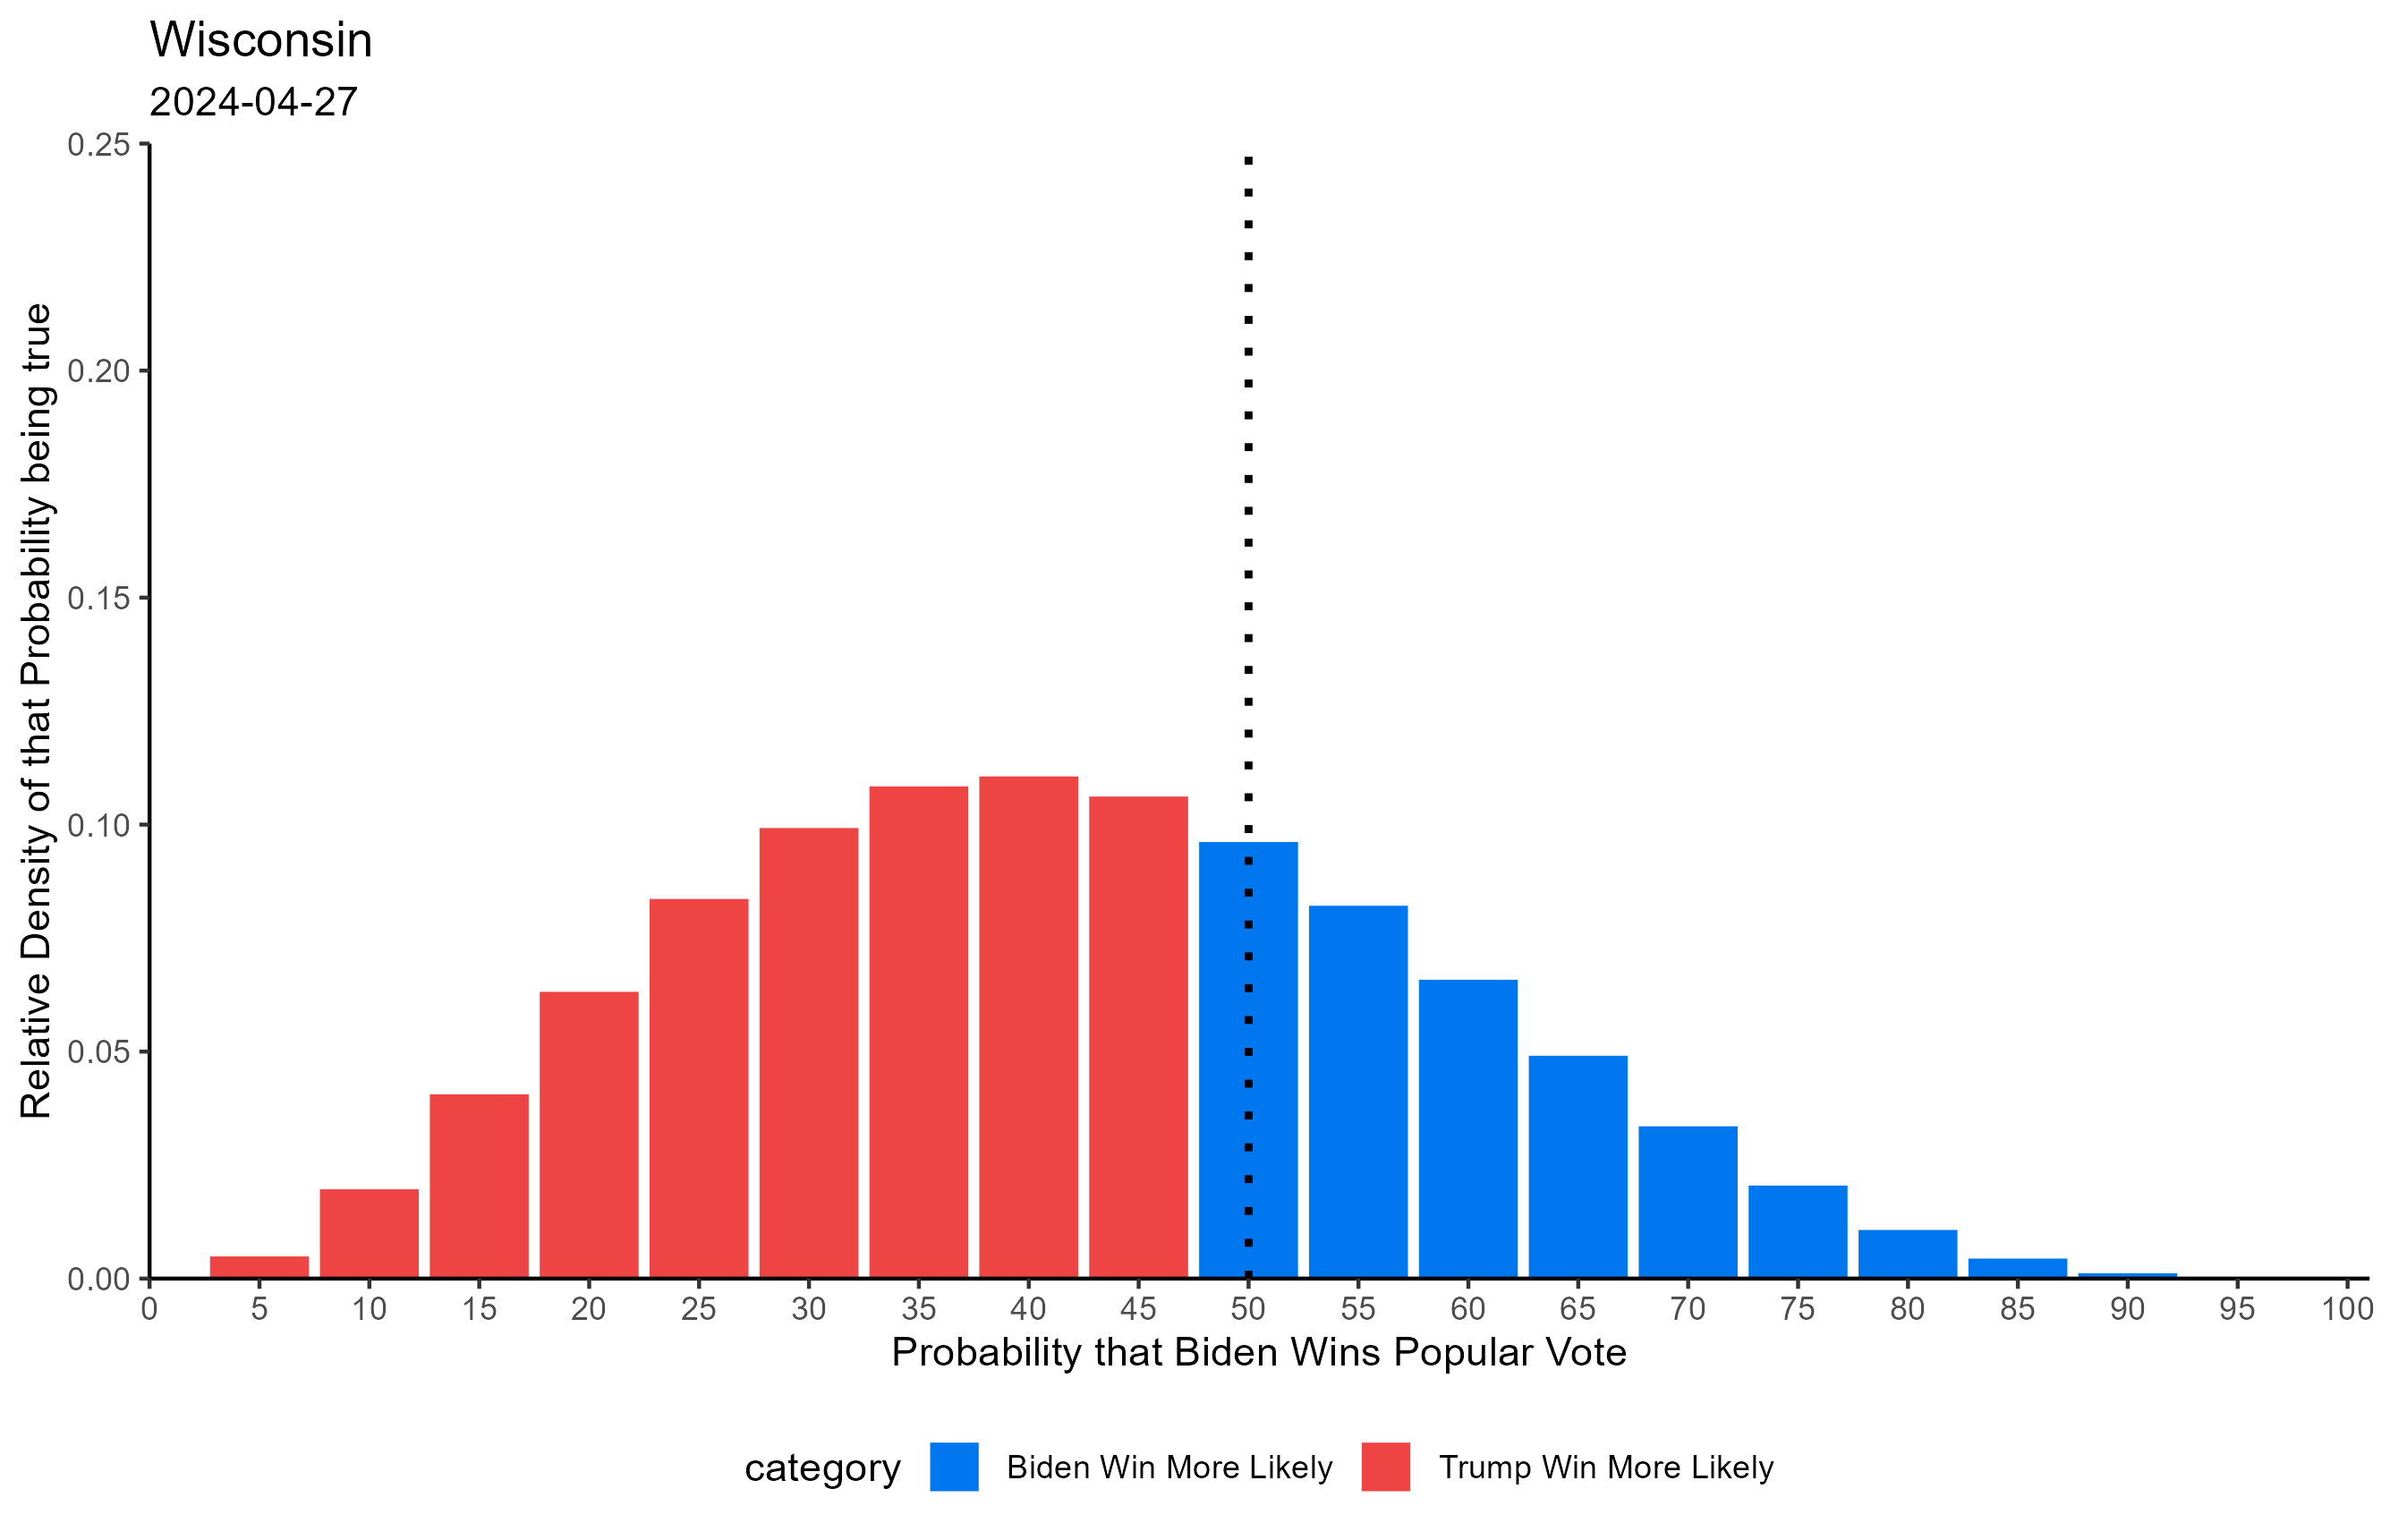 Wisconsin
2024-04-27
Relative Density of that Probability being true
0.25
0.20
0.15
0.10
0.05
0.00
0 5 10 15 20 25 30 35 40 45 50 55 60 65 70 75 80 85 90 95 100
Probability that Biden Wins Popular Vote
category Biden Win More Likely Trump Win More Likely